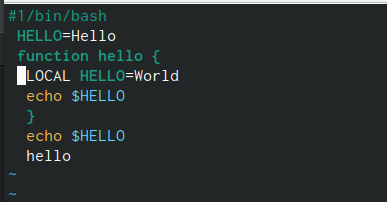 #1/bin/bash
HELLO=Hello
function hello {
LOCAL HELLO=World
echo $HELLO
}
echo $HELLO
hello
~
~